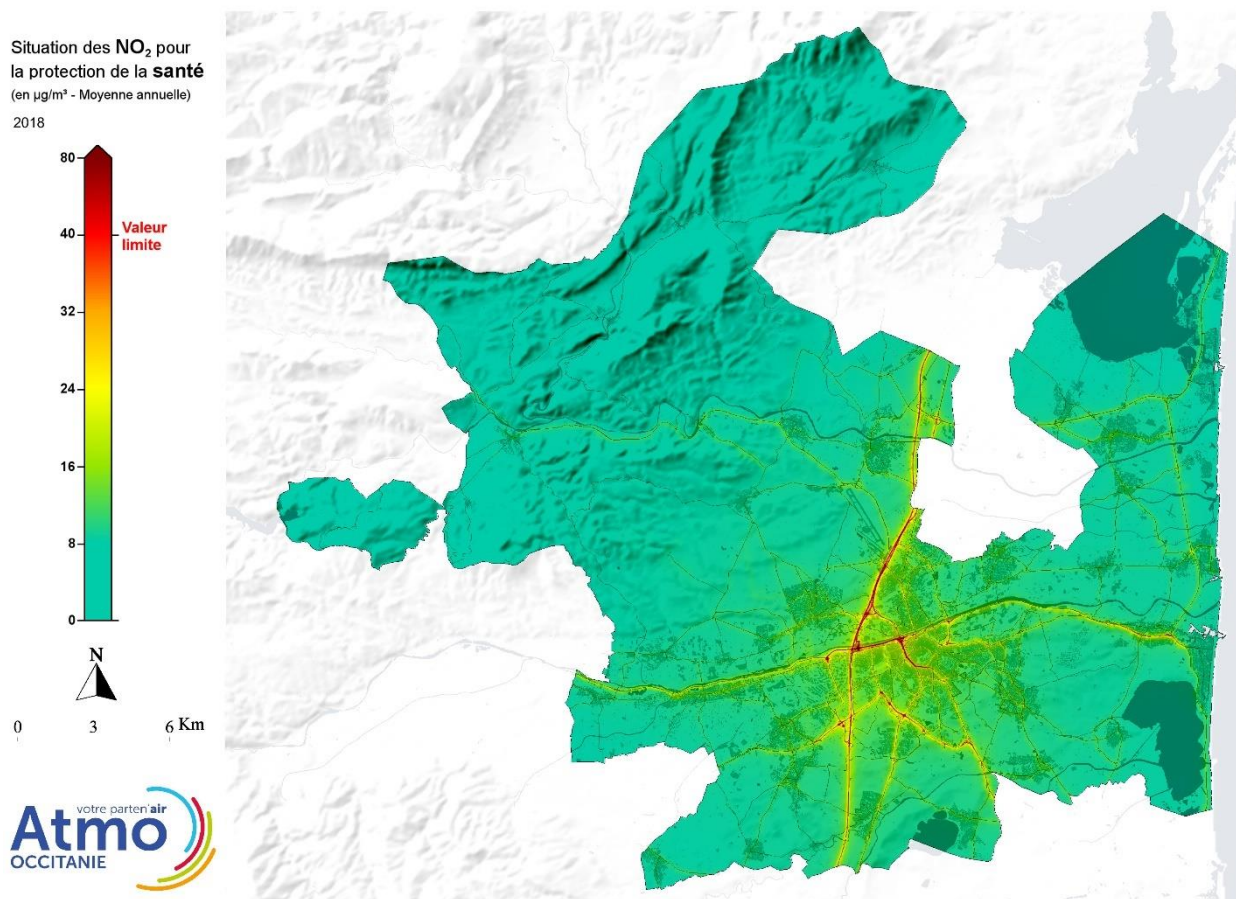 Situation des NO₂ pour
la protection de la santé
(en µg/m³ - Moyenne annuelle)
2018
80
40
Valeur
limite
32
24
16
8
0
N
0 3 6 Km
votre parten'air
Atmo
OCCITANIE